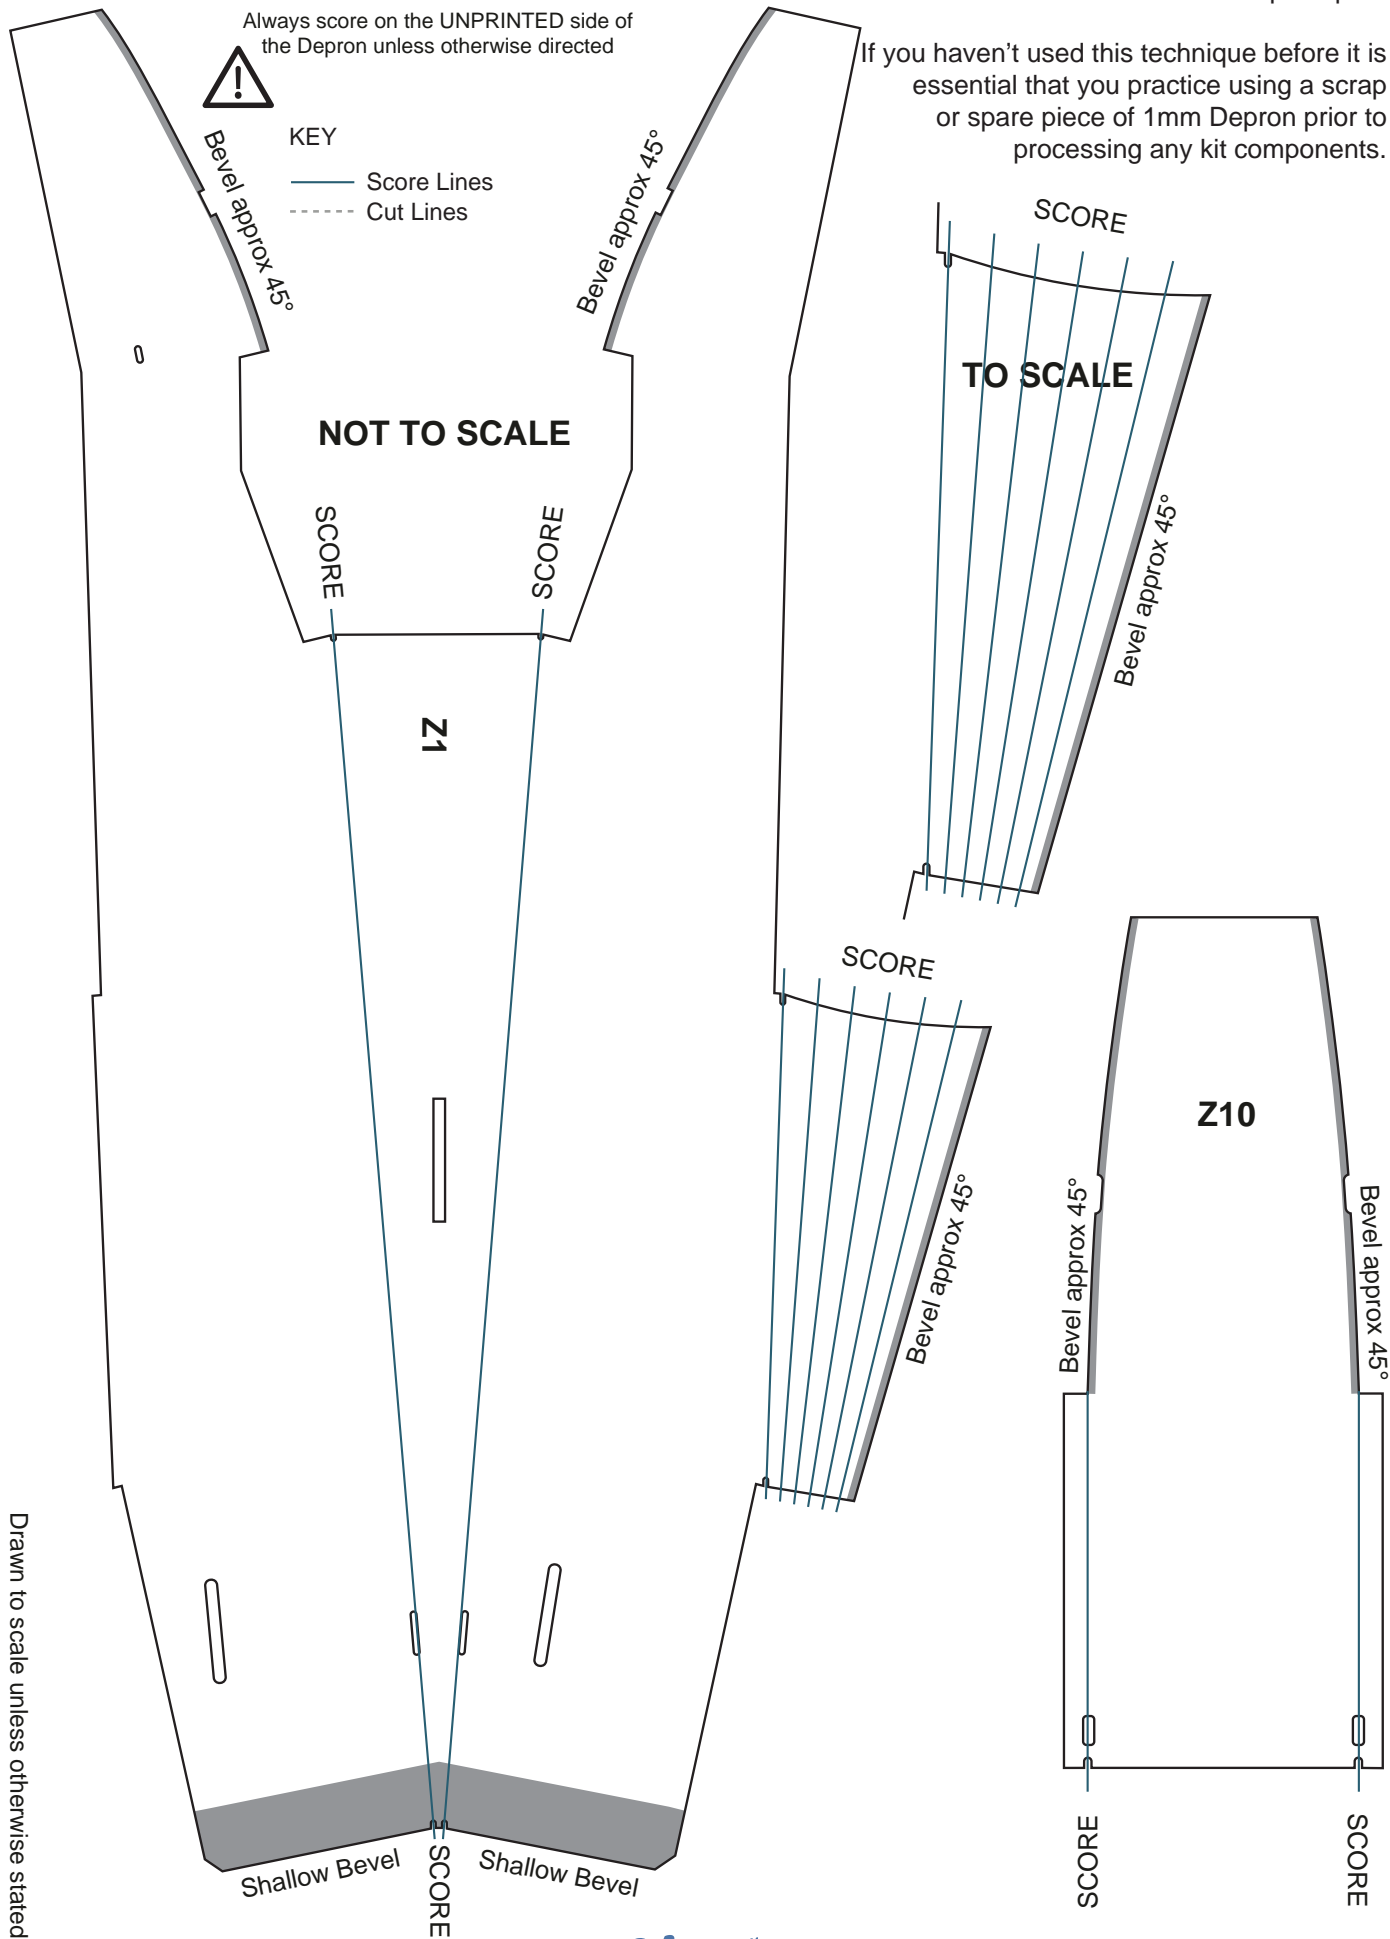 Always score on the UNPRINTED side of
the Depron unless otherwise directed
If you haven't used this technique before it is
essential that you practice using a scrap
or spare piece of 1mm Depron prior to
processing any kit components.
KEY
Score Lines
Cut Lines
Bevel approx 45°
Bevel approx 45°
SCORE
TO SCALE
NOT TO SCALE
SCORE
SCORE
Bevel approx 45°
Z1
SCORE
Z10
Bevel approx 45°
Bevel approx 45°
Bevel approx 45°
Drawn to scale unless otherwise stated
Shallow Bevel
SCORE
Shallow Bevel
SCORE
SCORE